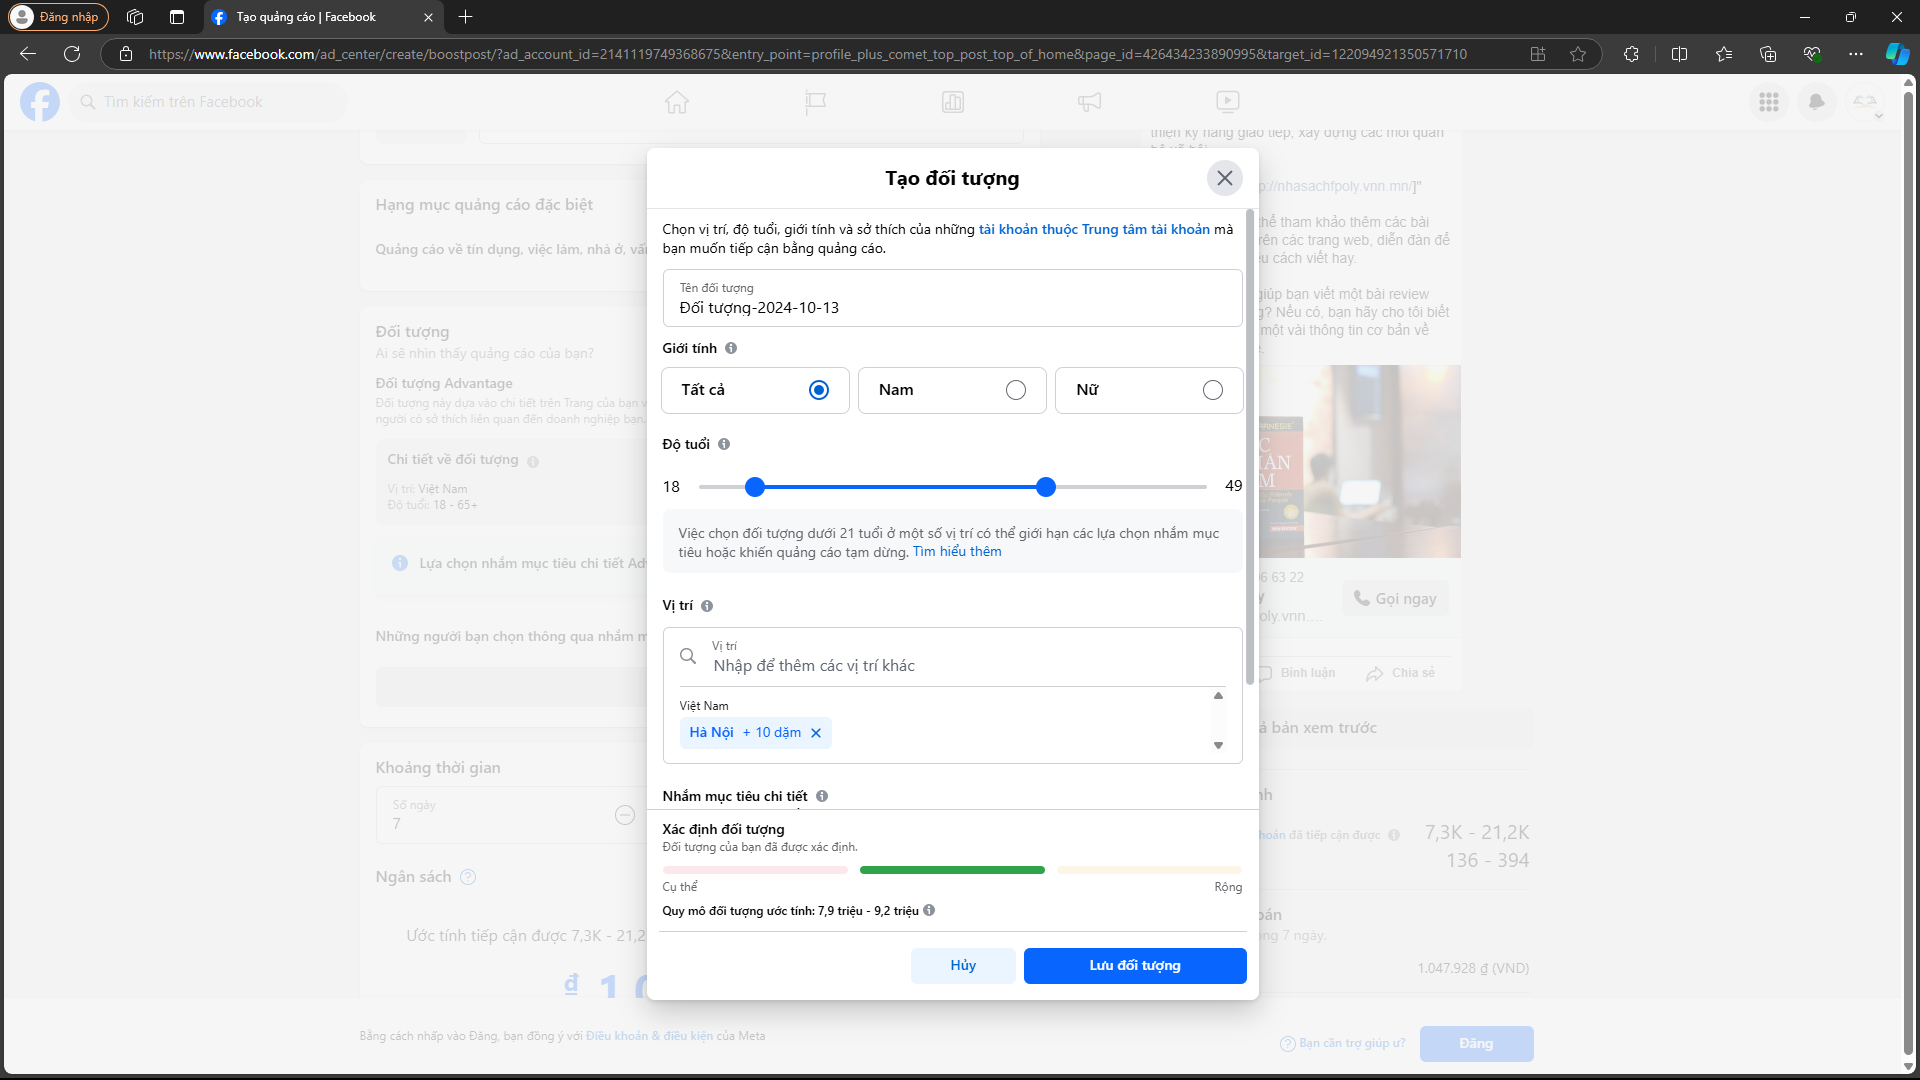 Đăng nhập
Tạo quảng cáo | Facebook
https://www.facebook.com/ad_center/create/boostpost/?ad_account_id=2141119749368675&entry_point=profile_plus_comet_top_post_top_of_home&page_id=426434233890995&target_id=122094921350571710
Tìm kiếm trên Facebook
Hạng mục quảng cáo đặc biệt
Quảng cáo về tín dụng, việc làm, nhà ở,
Đối tượng
Ai sẽ nhìn thấy quảng cáo của bạn?
Đối tượng Advantage
Đối tượng này dựa vào chi tiết trên Trang của bạn
người có sở thích liên quan đến doanh nghiệp bạn.
Chi tiết về đối tượng
Vị trí: Việt Nam
Độ tuổi: 18 - 65+
Lựa chọn nhắm mục tiêu chi tiết
Những người bạn chọn thông qua nhắm
Khoảng thời gian
Số ngày
7
Ngân sách
Ước tính tiếp cận được 7,3K - 21,2
₫ 1
Bằng cách nhấp vào Đăng, bạn đồng ý với Điều khoản & điều kiện của Meta
Tạo đối tượng
Chọn vị trí, độ tuổi, giới tính và sở thích của những tài khoản thuộc Trung tâm tài khoản mà
bạn muốn tiếp cận bằng quảng cáo.
Tên đối tượng
Đối tượng-2024-10-13
Giới tính
Tất cả
Nam
Nữ
Độ tuổi
18
49
Việc chọn đối tượng dưới 21 tuổi ở một số vị trí có thể giới hạn các lựa chọn nhắm mục
tiêu hoặc khiến quảng cáo tạm dừng. Tìm hiểu thêm
Vị trí
Vị trí
Nhập để thêm các vị trí khác
Việt Nam
Hà Nội + 10 dặm
Nhắm mục tiêu chi tiết
Xác định đối tượng
Đối tượng của bạn đã được xác định.
Cụ thể
Rộng
Quy mô đối tượng ước tính: 7,9 triệu - 9,2 triệu
Hủy
Lưu đối tượng
thiện kỹ năng giao tiếp, xây dựng các mối quan
p://nhasachfpoly.vnn.mn/]"
thể tham khảo thêm các bài
trên các trang web, diễn đàn để
cách viết hay.
giúp bạn viết một bài review
g? Nếu có, bạn hãy cho tôi biết
một vài thông tin cơ bản về
ARNESIE
6 63 22
y
poly.vnn....
Gọi ngay
Bình luận
Chia sẻ
bản xem trước
khoản đã tiếp cận được
7,3K - 21,2K
136 - 394
ng 7 ngày.
1.047.928 ₫ (VND)
Bạn cần trợ giúp ư?
Đăng